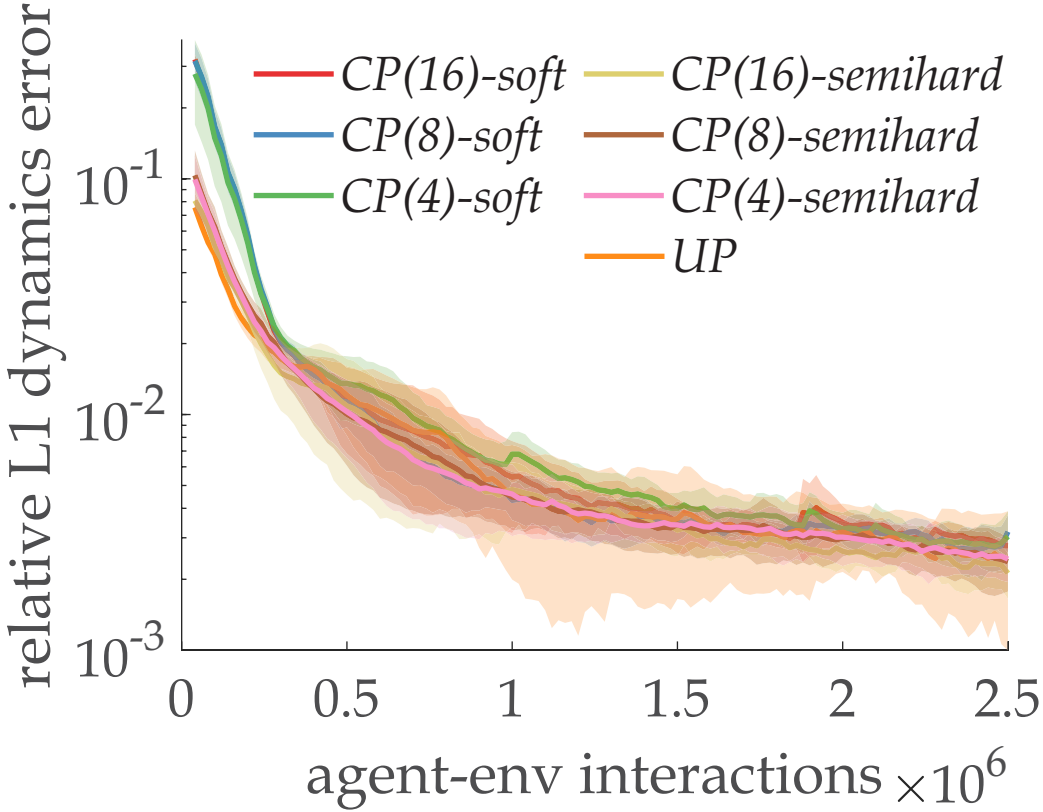 relative L1 dynamics error
CP(16)-soft
CP(8)-soft
CP(4)-soft
CP(16)-semihard
CP(8)-semihard
CP(4)-semihard
UP
10^-1
10^-2
10^-3
0 0.5 1 1.5 2 2.5
agent-env interactions ×10^6